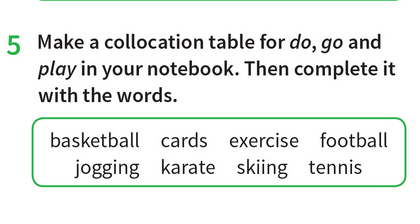 5 Make a collocation table for do, go and
play in your notebook. Then complete it
with the words.
basketball cards exercise football
jogging karate skiing tennis